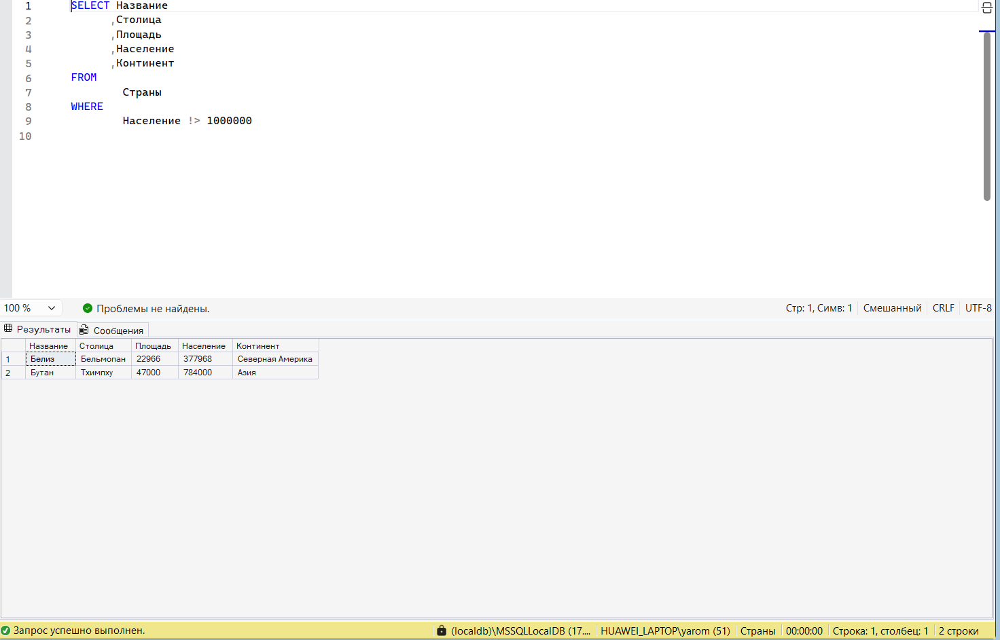 1 SELECT Название
2 ,Столица
3 ,Площадь
4 ,Население
5 ,Континент
6 FROM
7 Страны
8 WHERE
9 Население !> 1000000
10
100 % Проблемы не найдены. Стр: 1, Симв: 1 Смешанный CRLF UTF-8
Результаты Сообщения
Название Столица Площадь Население Континент
1 Белиз Бельмопан 22966 377968 Северная Америка
2 Бутан Тхимпху 47000 784000 Азия
Запрос успешно выполнен. (localdb)\MSSQLLocalDB (17.... HUAWEI_LAPTOP\yarom (51) Страны 00:00:00 Строка: 1, столбец: 1 2 строки